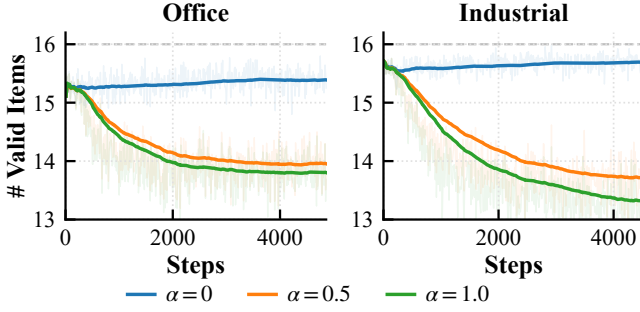 Office
Industrial
# Valid Items
16
15
14
13
0
2000
4000
Steps
16
15
14
13
0
2000
4000
Steps
α = 0
α = 0.5
α = 1.0